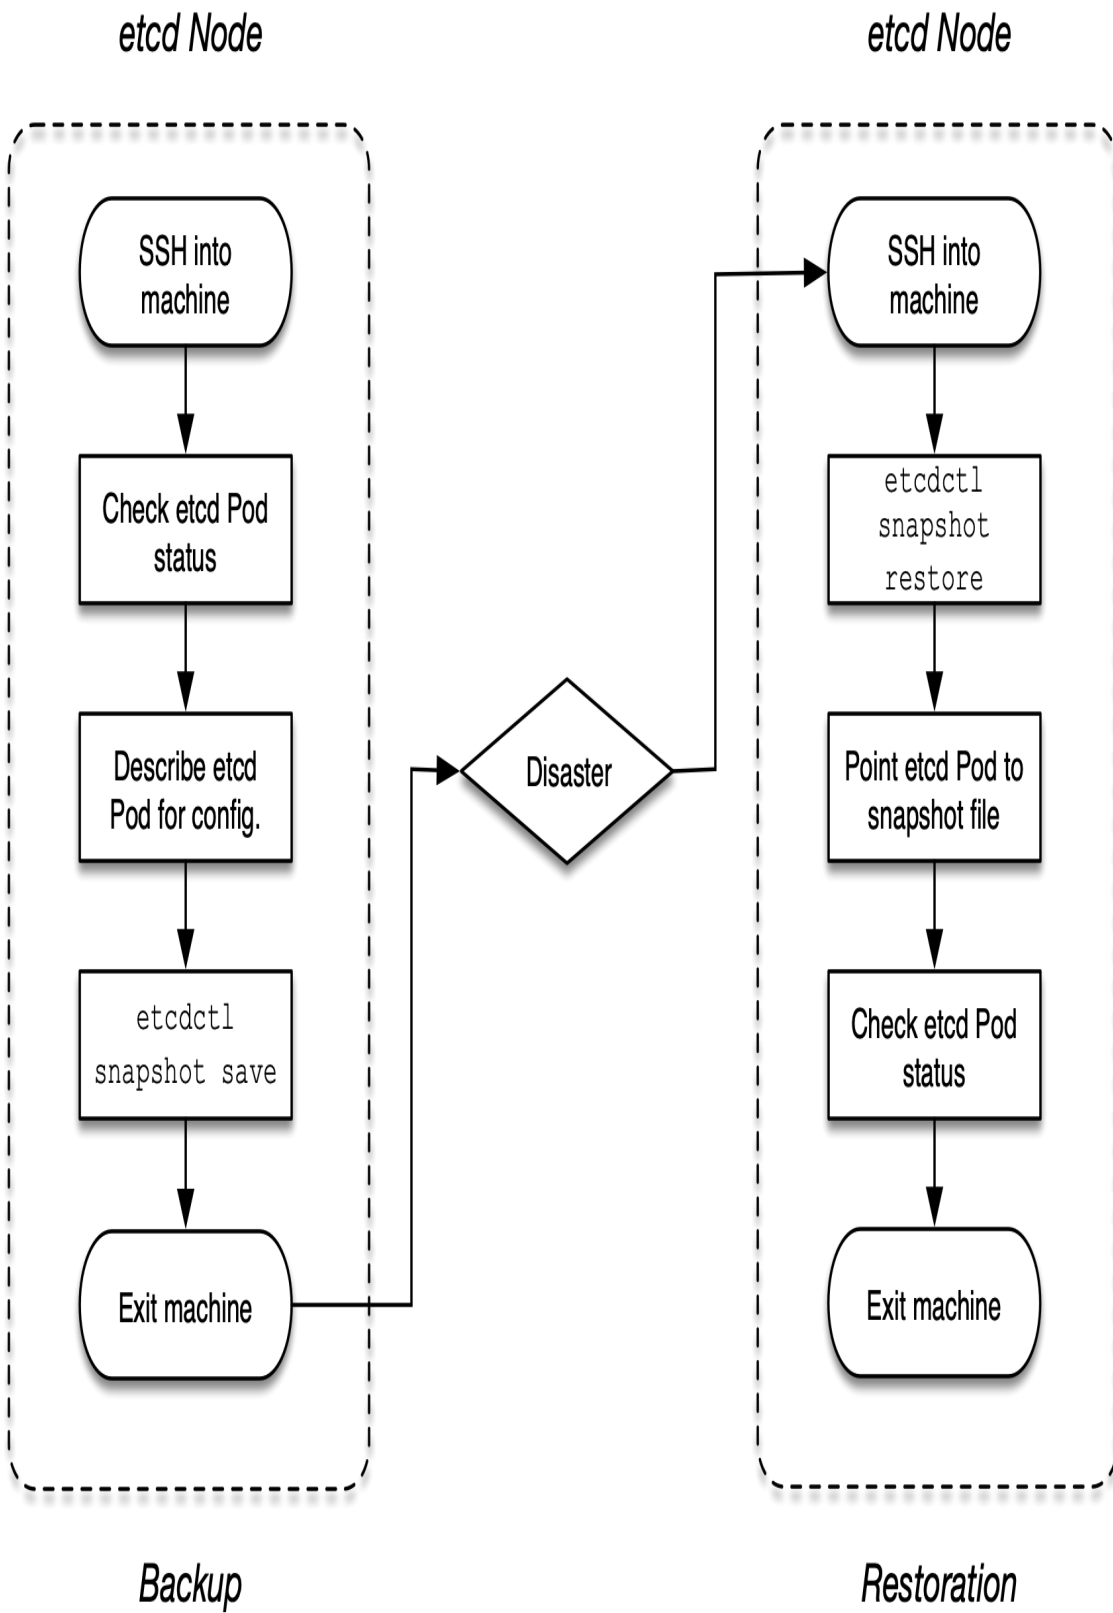 etcd Node
SSH into
machine
Check etcd Pod
status
Describe etcd
Pod for config.
etcdctl
snapshot save
Exit machine
Backup
Disaster
etcd Node
SSH into
machine
etcdctl
snapshot
restore
Point etcd Pod to
snapshot file
Check etcd Pod
status
Exit machine
Restoration